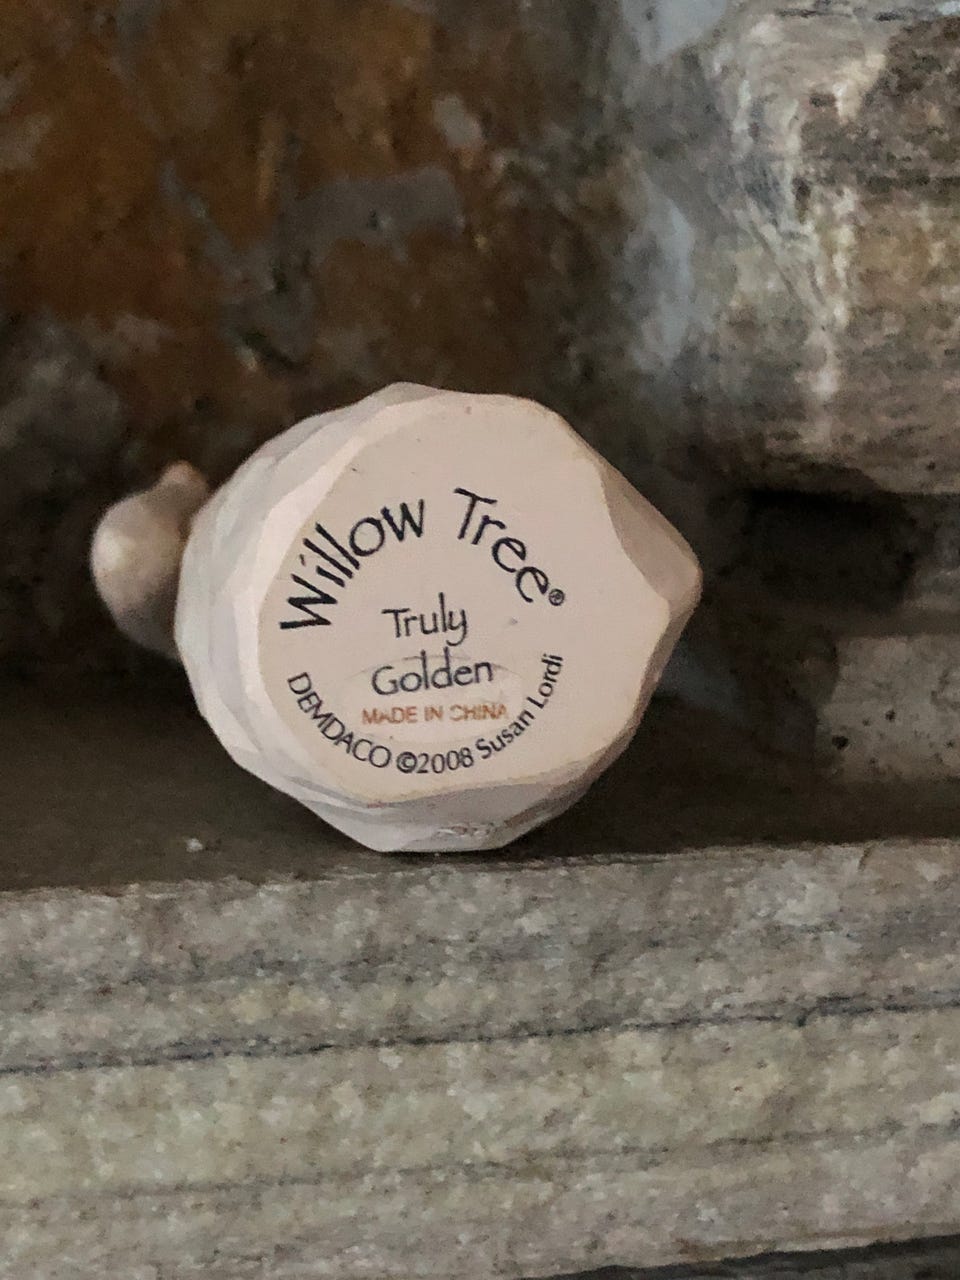 Willow Tree®
Truly
Golden
MADE IN CHINA
DEMDACO ©2008 Susan Lordi